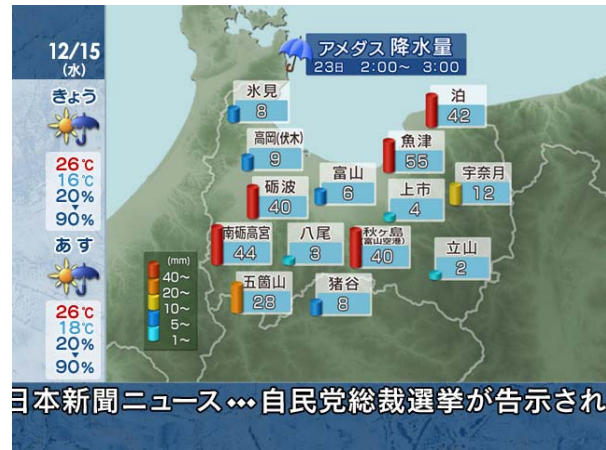 12/15
(水)
きょう
26℃
16℃
20%
90%
あす
26℃
18℃
20%
90%
アメダス 降水量
23日 2:00～ 3:00
氷見
8
泊
42
高岡(伏木)
9
魚津
55
砺波
40
富山
6
上市
4
宇奈月
12
南砺高宮
44
八尾
3
秋ヶ島
(富山空港)
40
立山
2
五箇山
28
猪谷
8
(mm)
40～
20～
10～
5～
1～
日本新聞ニュース…自民党総裁選挙が告示され